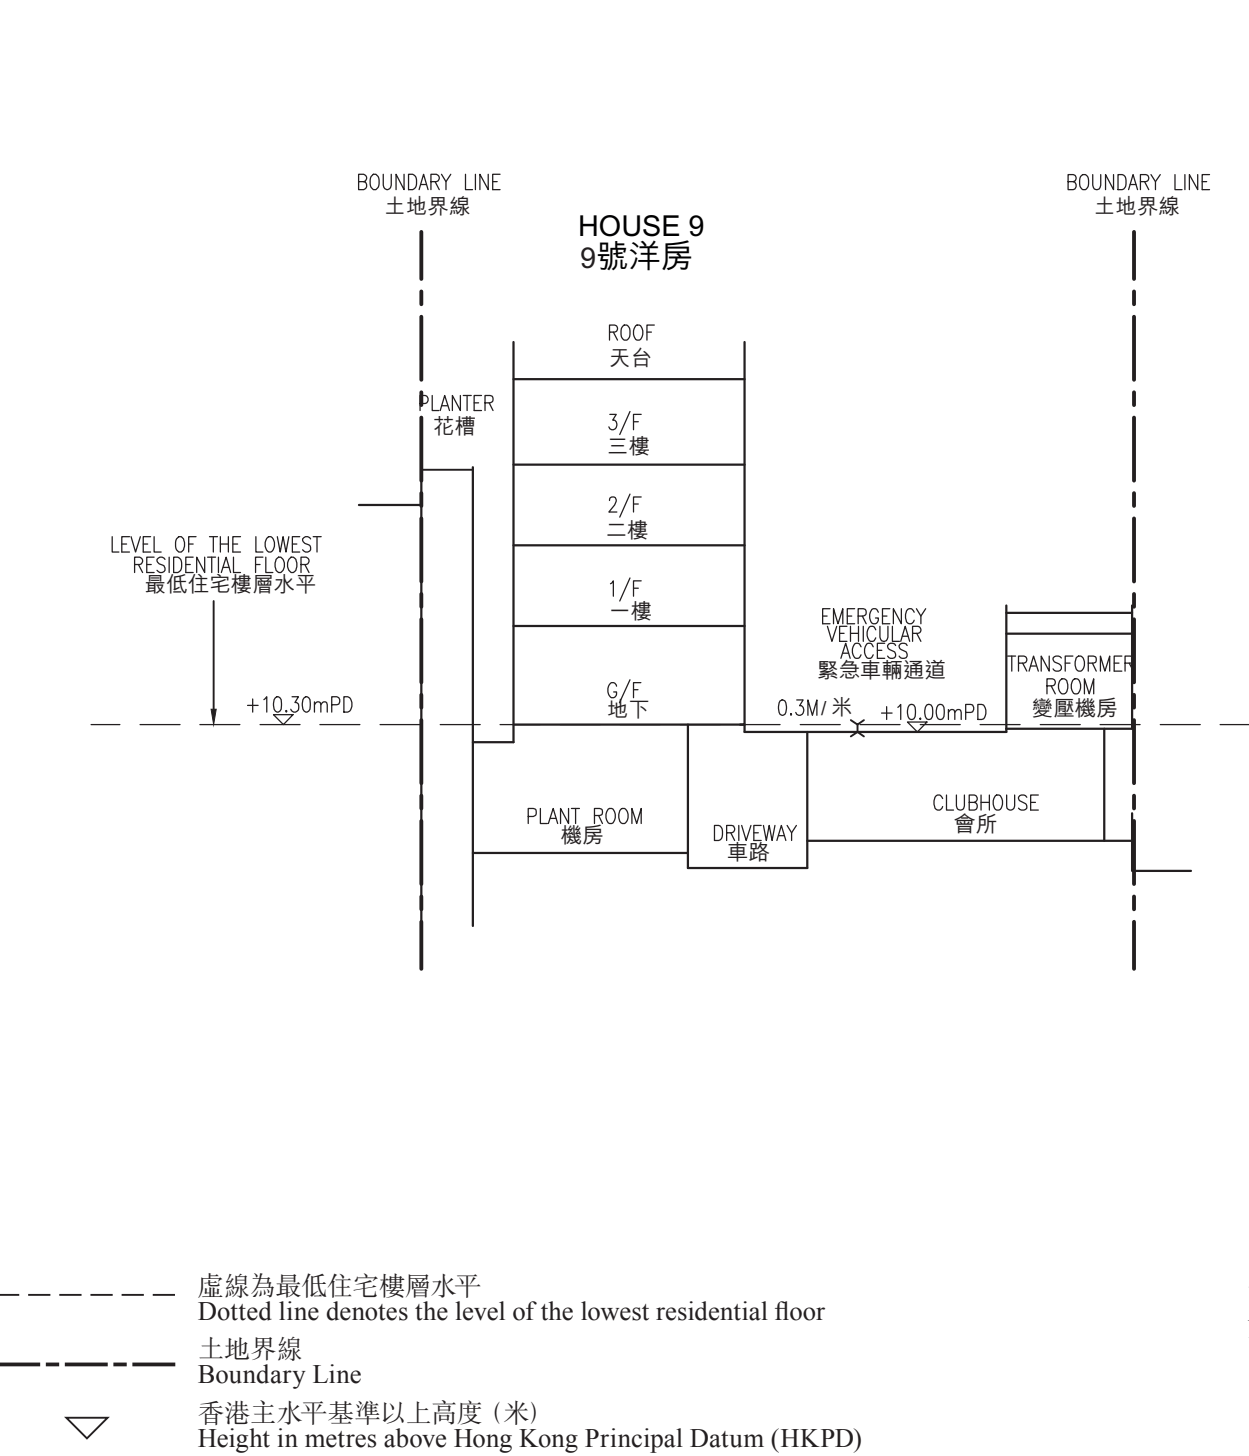 BOUNDARY LINE
土地界線
BOUNDARY LINE
土地界線
HOUSE 9
9號洋房
ROOF
天台
PLANTER
花槽
3/F
三樓
2/F
二樓
LEVEL OF THE LOWEST
RESIDENTIAL FLOOR
最低住宅樓層水平
1/F
一樓
EMERGENCY
VEHICULAR
ACCESS
緊急車輛通道
TRANSFORMER
ROOM
變壓機房
G/F
地下
+10.30mPD
0.3M/米
+10.00mPD
PLANT ROOM
機房
DRIVEWAY
車路
CLUBHOUSE
會所
虛線為最低住宅樓層水平
Dotted line denotes the level of the lowest residential floor
土地界線
Boundary Line
香港主水平基準以上高度（米）
Height in metres above Hong Kong Principal Datum (HKPD)